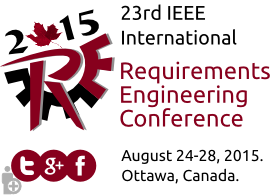 2015
RE
23rd IEEE
International
Requirements
Engineering
Conference
t g+ f
August 24-28, 2015.
Ottawa, Canada.